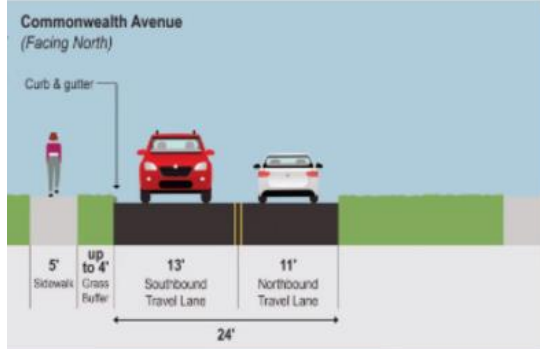 Commonwealth Avenue
(Facing North)
Curb & gutter
5'
Sidewalk
up
to 4'
Grass
Buffer
13'
Southbound
Travel Lane
11'
Northbound
Travel Lane
24'